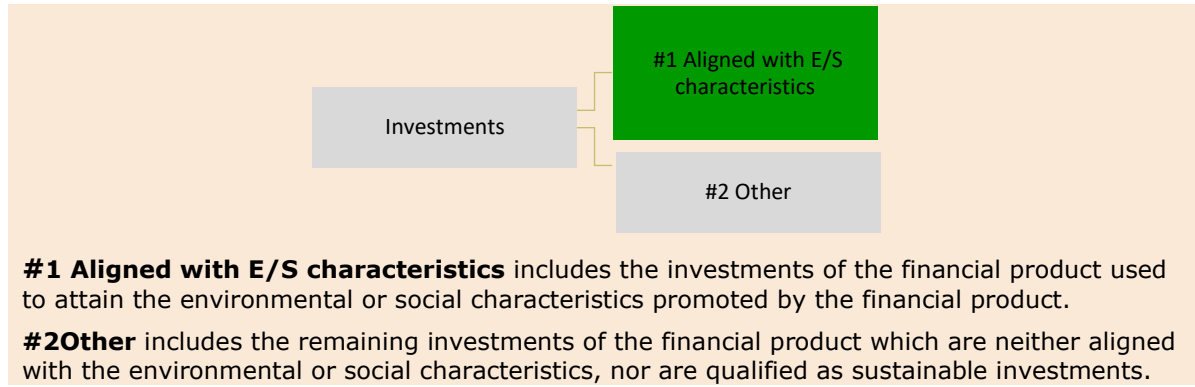 #1 Aligned with E/S
characteristics
Investments
#2 Other
#1 Aligned with E/S characteristics includes the investments of the financial product used
to attain the environmental or social characteristics promoted by the financial product.
#2Other includes the remaining investments of the financial product which are neither aligned
with the environmental or social characteristics, nor are qualified as sustainable investments.